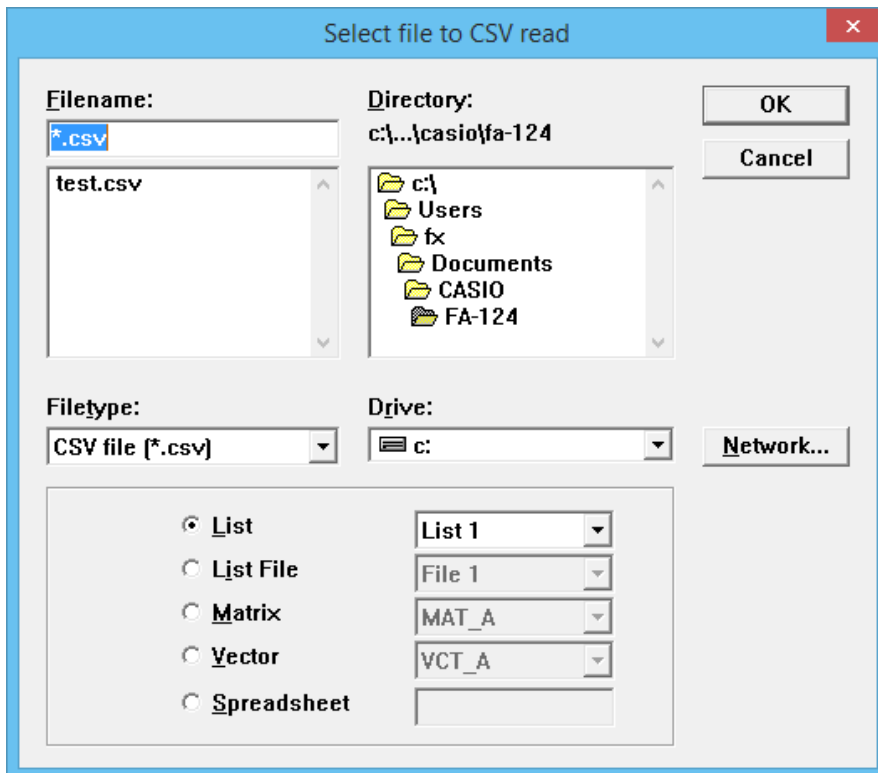 Select file to CSV read
Filename:
*.csv
test.csv
Directory:
c:\...\casio\fa-124
c:\
Users
fx
Documents
CASIO
FA-124
OK
Cancel
Filetype:
CSV file (*.csv)
Drive:
c:
Network...
List
List 1
List File
File 1
Matrix
MAT_A
Vector
VCT_A
Spreadsheet